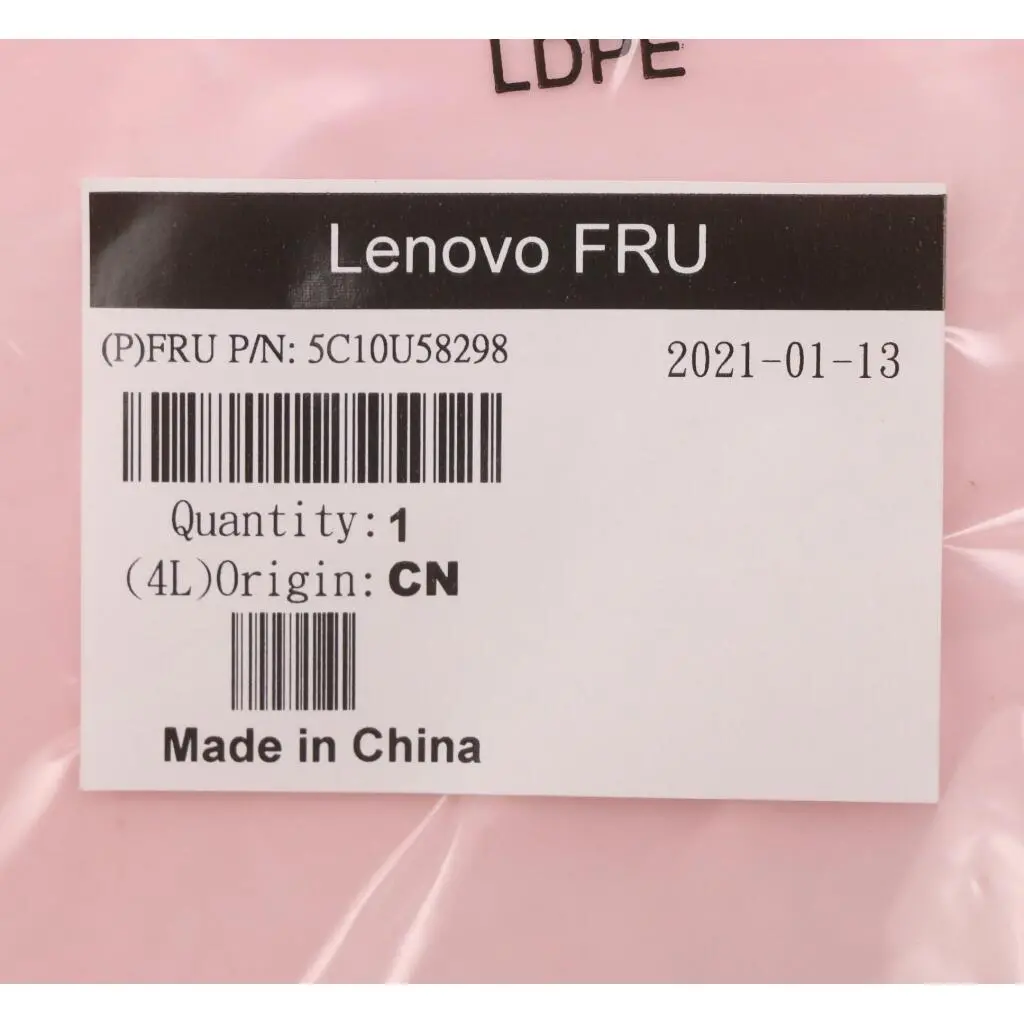 LDPE
Lenovo FRU
(P)FRU P/N: 5C10U58298
2021-01-13
Quantity: 1
(4L)Origin: CN
Made in China